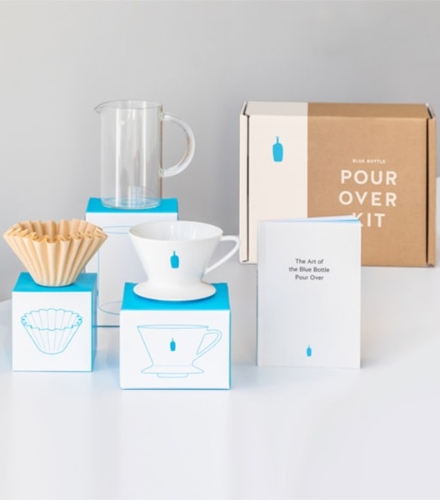 BLUE BOTTLE
POUR
OVER
KIT
The Art of
the Blue Bottle
Pour Over